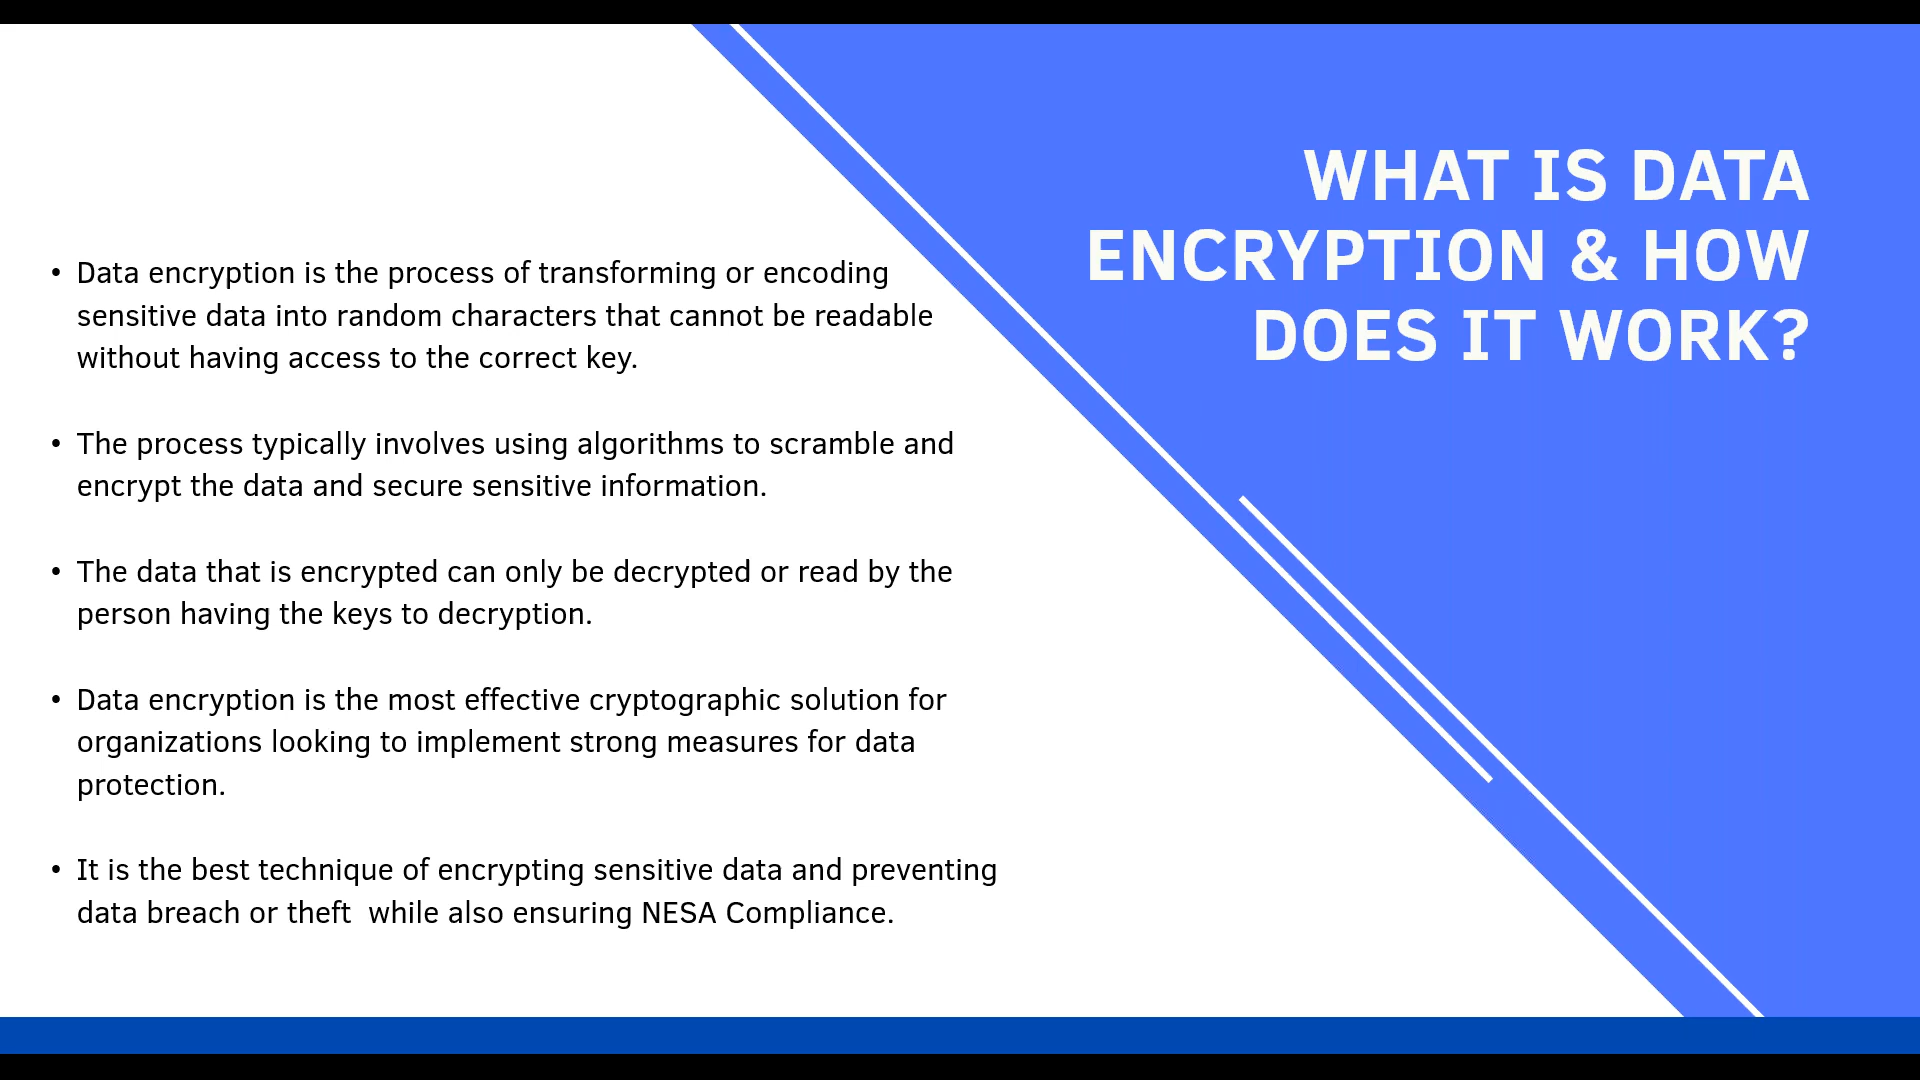 WHAT IS DATA
ENCRYPTION & HOW
DOES IT WORK?
• Data encryption is the process of transforming or encoding
sensitive data into random characters that cannot be readable
without having access to the correct key.
• The process typically involves using algorithms to scramble and
encrypt the data and secure sensitive information.
• The data that is encrypted can only be decrypted or read by the
person having the keys to decryption.
• Data encryption is the most effective cryptographic solution for
organizations looking to implement strong measures for data
protection.
• It is the best technique of encrypting sensitive data and preventing
data breach or theft  while also ensuring NESA Compliance.